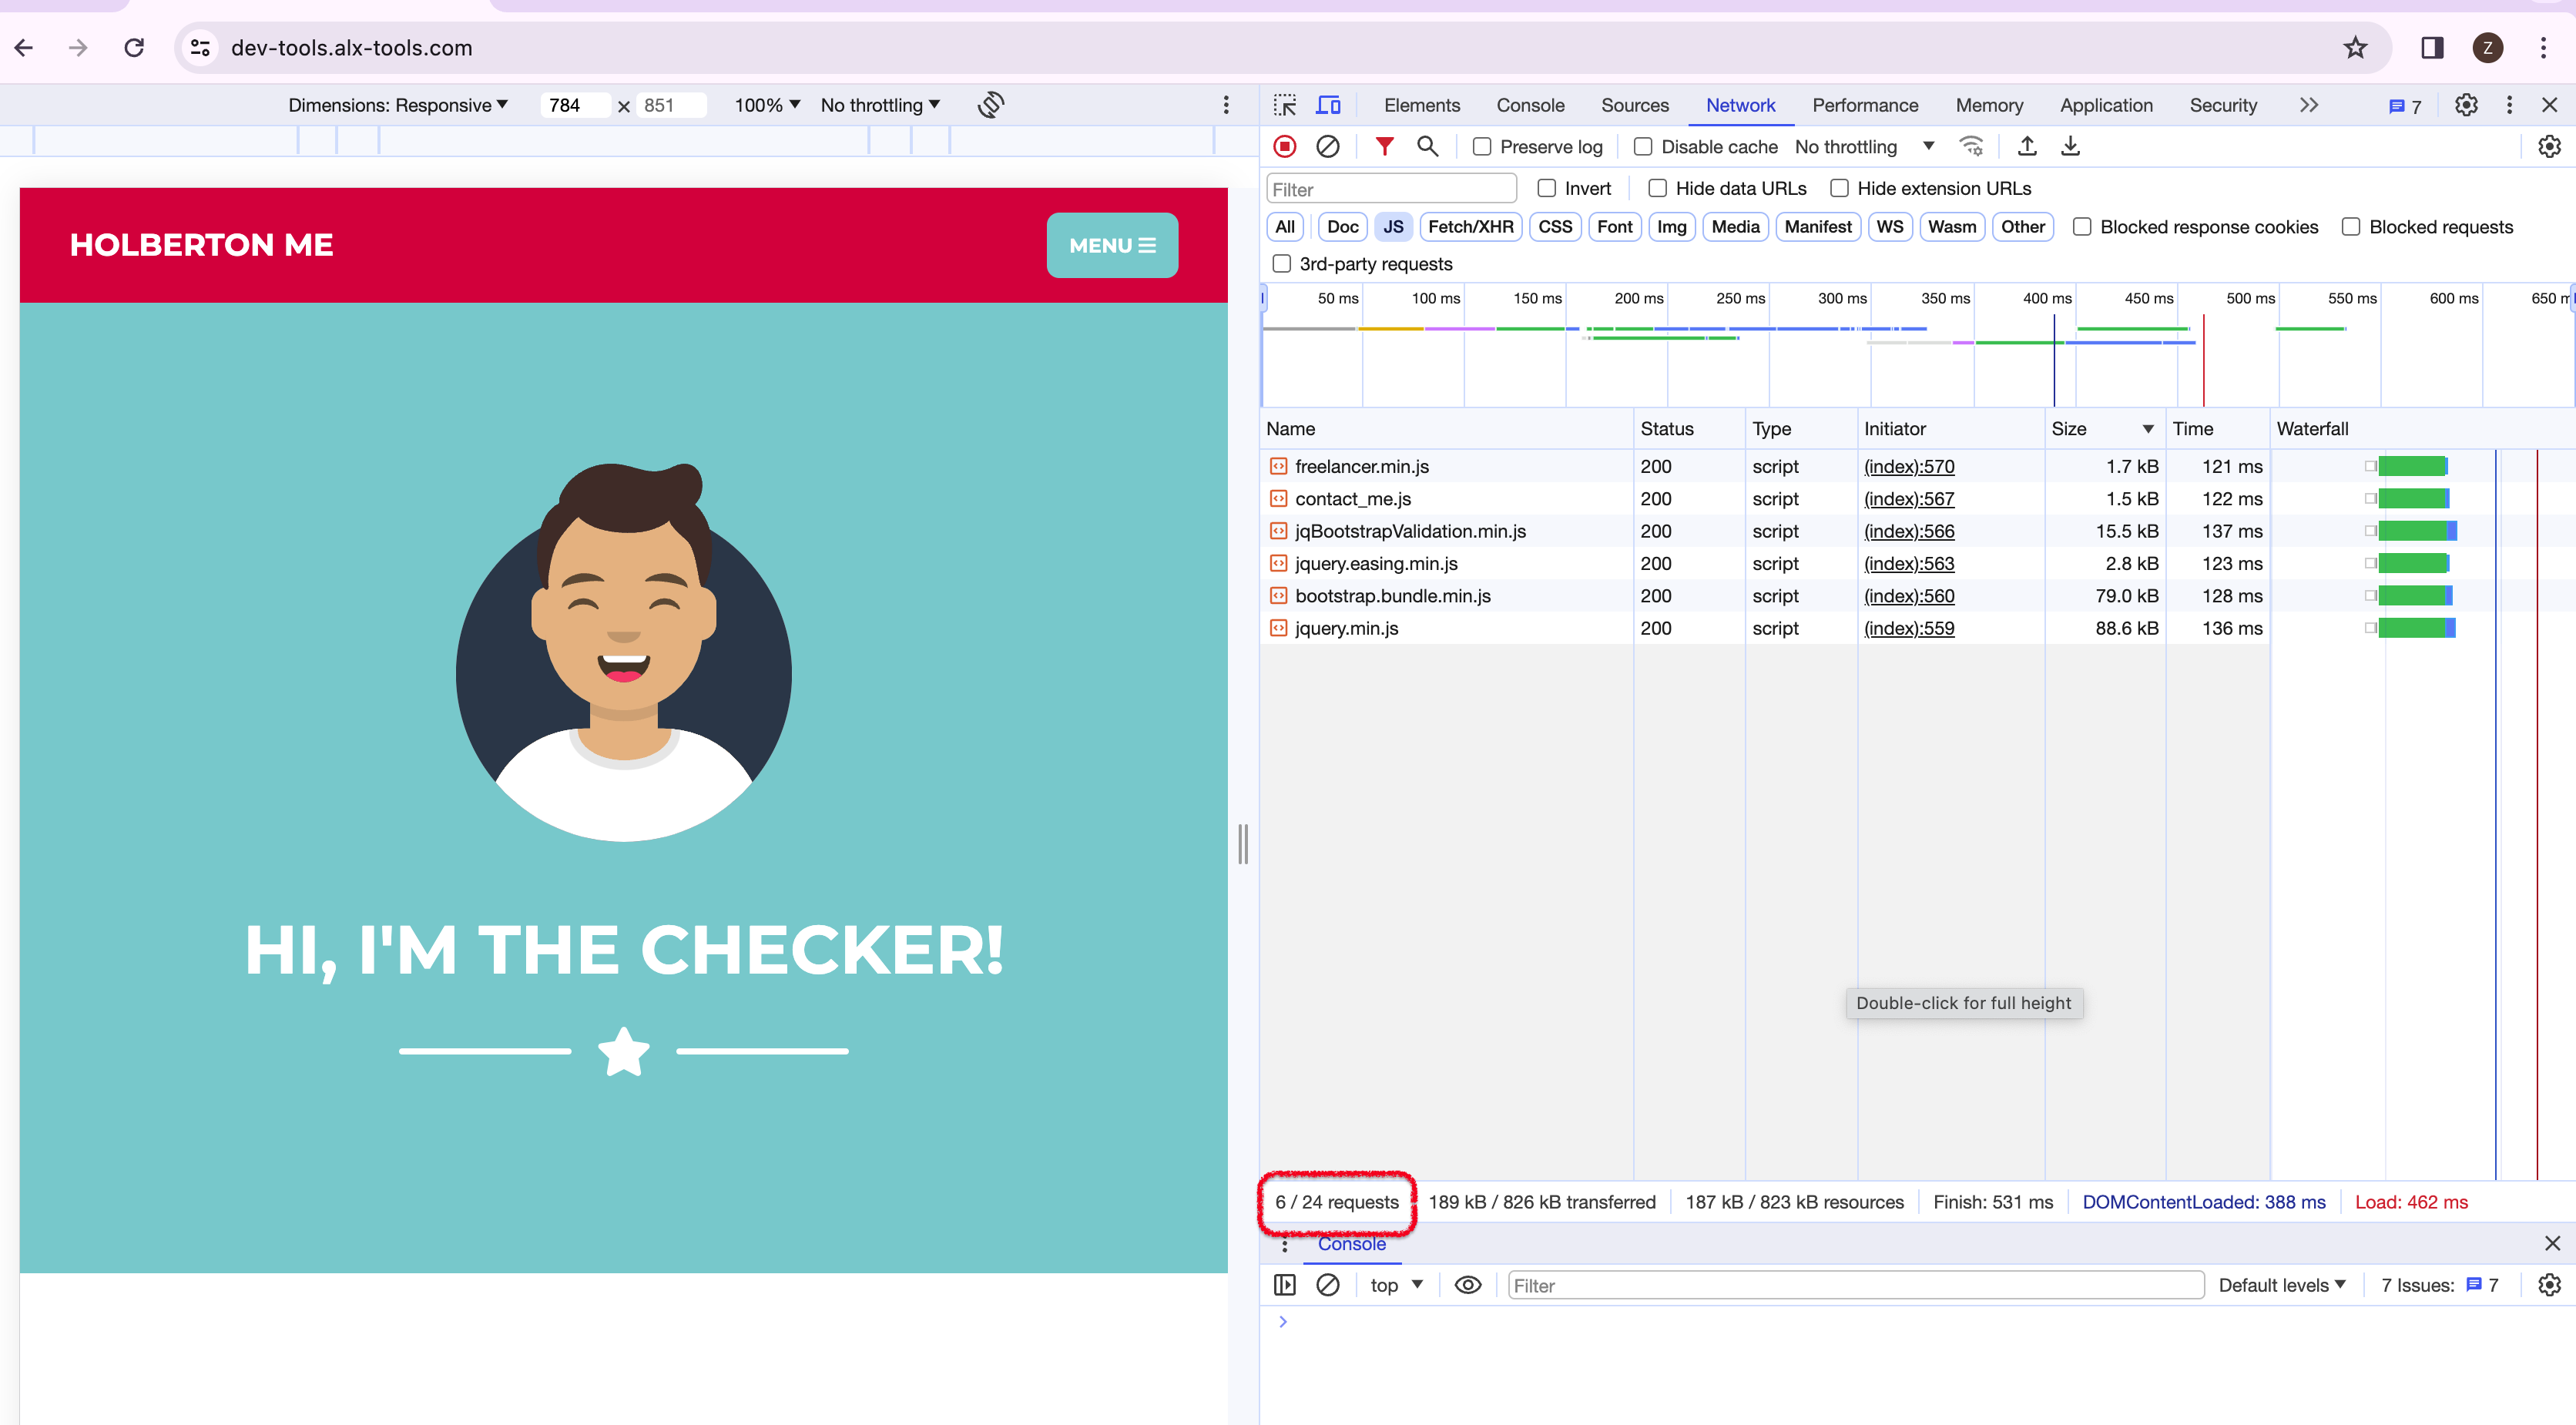 dev-tools.alx-tools.com
Z
Dimensions: Responsive 784 × 851 100% No throttling
Elements Console Sources Network Performance Memory Application Security 7
Preserve log Disable cache No throttling
Filter Invert Hide data URLs Hide extension URLs
All Doc JS Fetch/XHR CSS Font Img Media Manifest WS Wasm Other Blocked response cookies Blocked requests
3rd-party requests
50 ms 100 ms 150 ms 200 ms 250 ms 300 ms 350 ms 400 ms 450 ms 500 ms 550 ms 600 ms 650 m
Name Status Type Initiator Size Time Waterfall
freelancer.min.js 200 script (index):570 1.7 kB 121 ms
contact_me.js 200 script (index):567 1.5 kB 122 ms
jqBootstrapValidation.min.js 200 script (index):566 15.5 kB 137 ms
jquery.easing.min.js 200 script (index):563 2.8 kB 123 ms
bootstrap.bundle.min.js 200 script (index):560 79.0 kB 128 ms
jquery.min.js 200 script (index):559 88.6 kB 136 ms
Double-click for full height
6 / 24 requests 189 kB / 826 kB transferred 187 kB / 823 kB resources Finish: 531 ms DOMContentLoaded: 388 ms Load: 462 ms
Console
top Filter Default levels 7 Issues: 7
HOLBERTON ME
MENU
HI, I'M THE CHECKER!